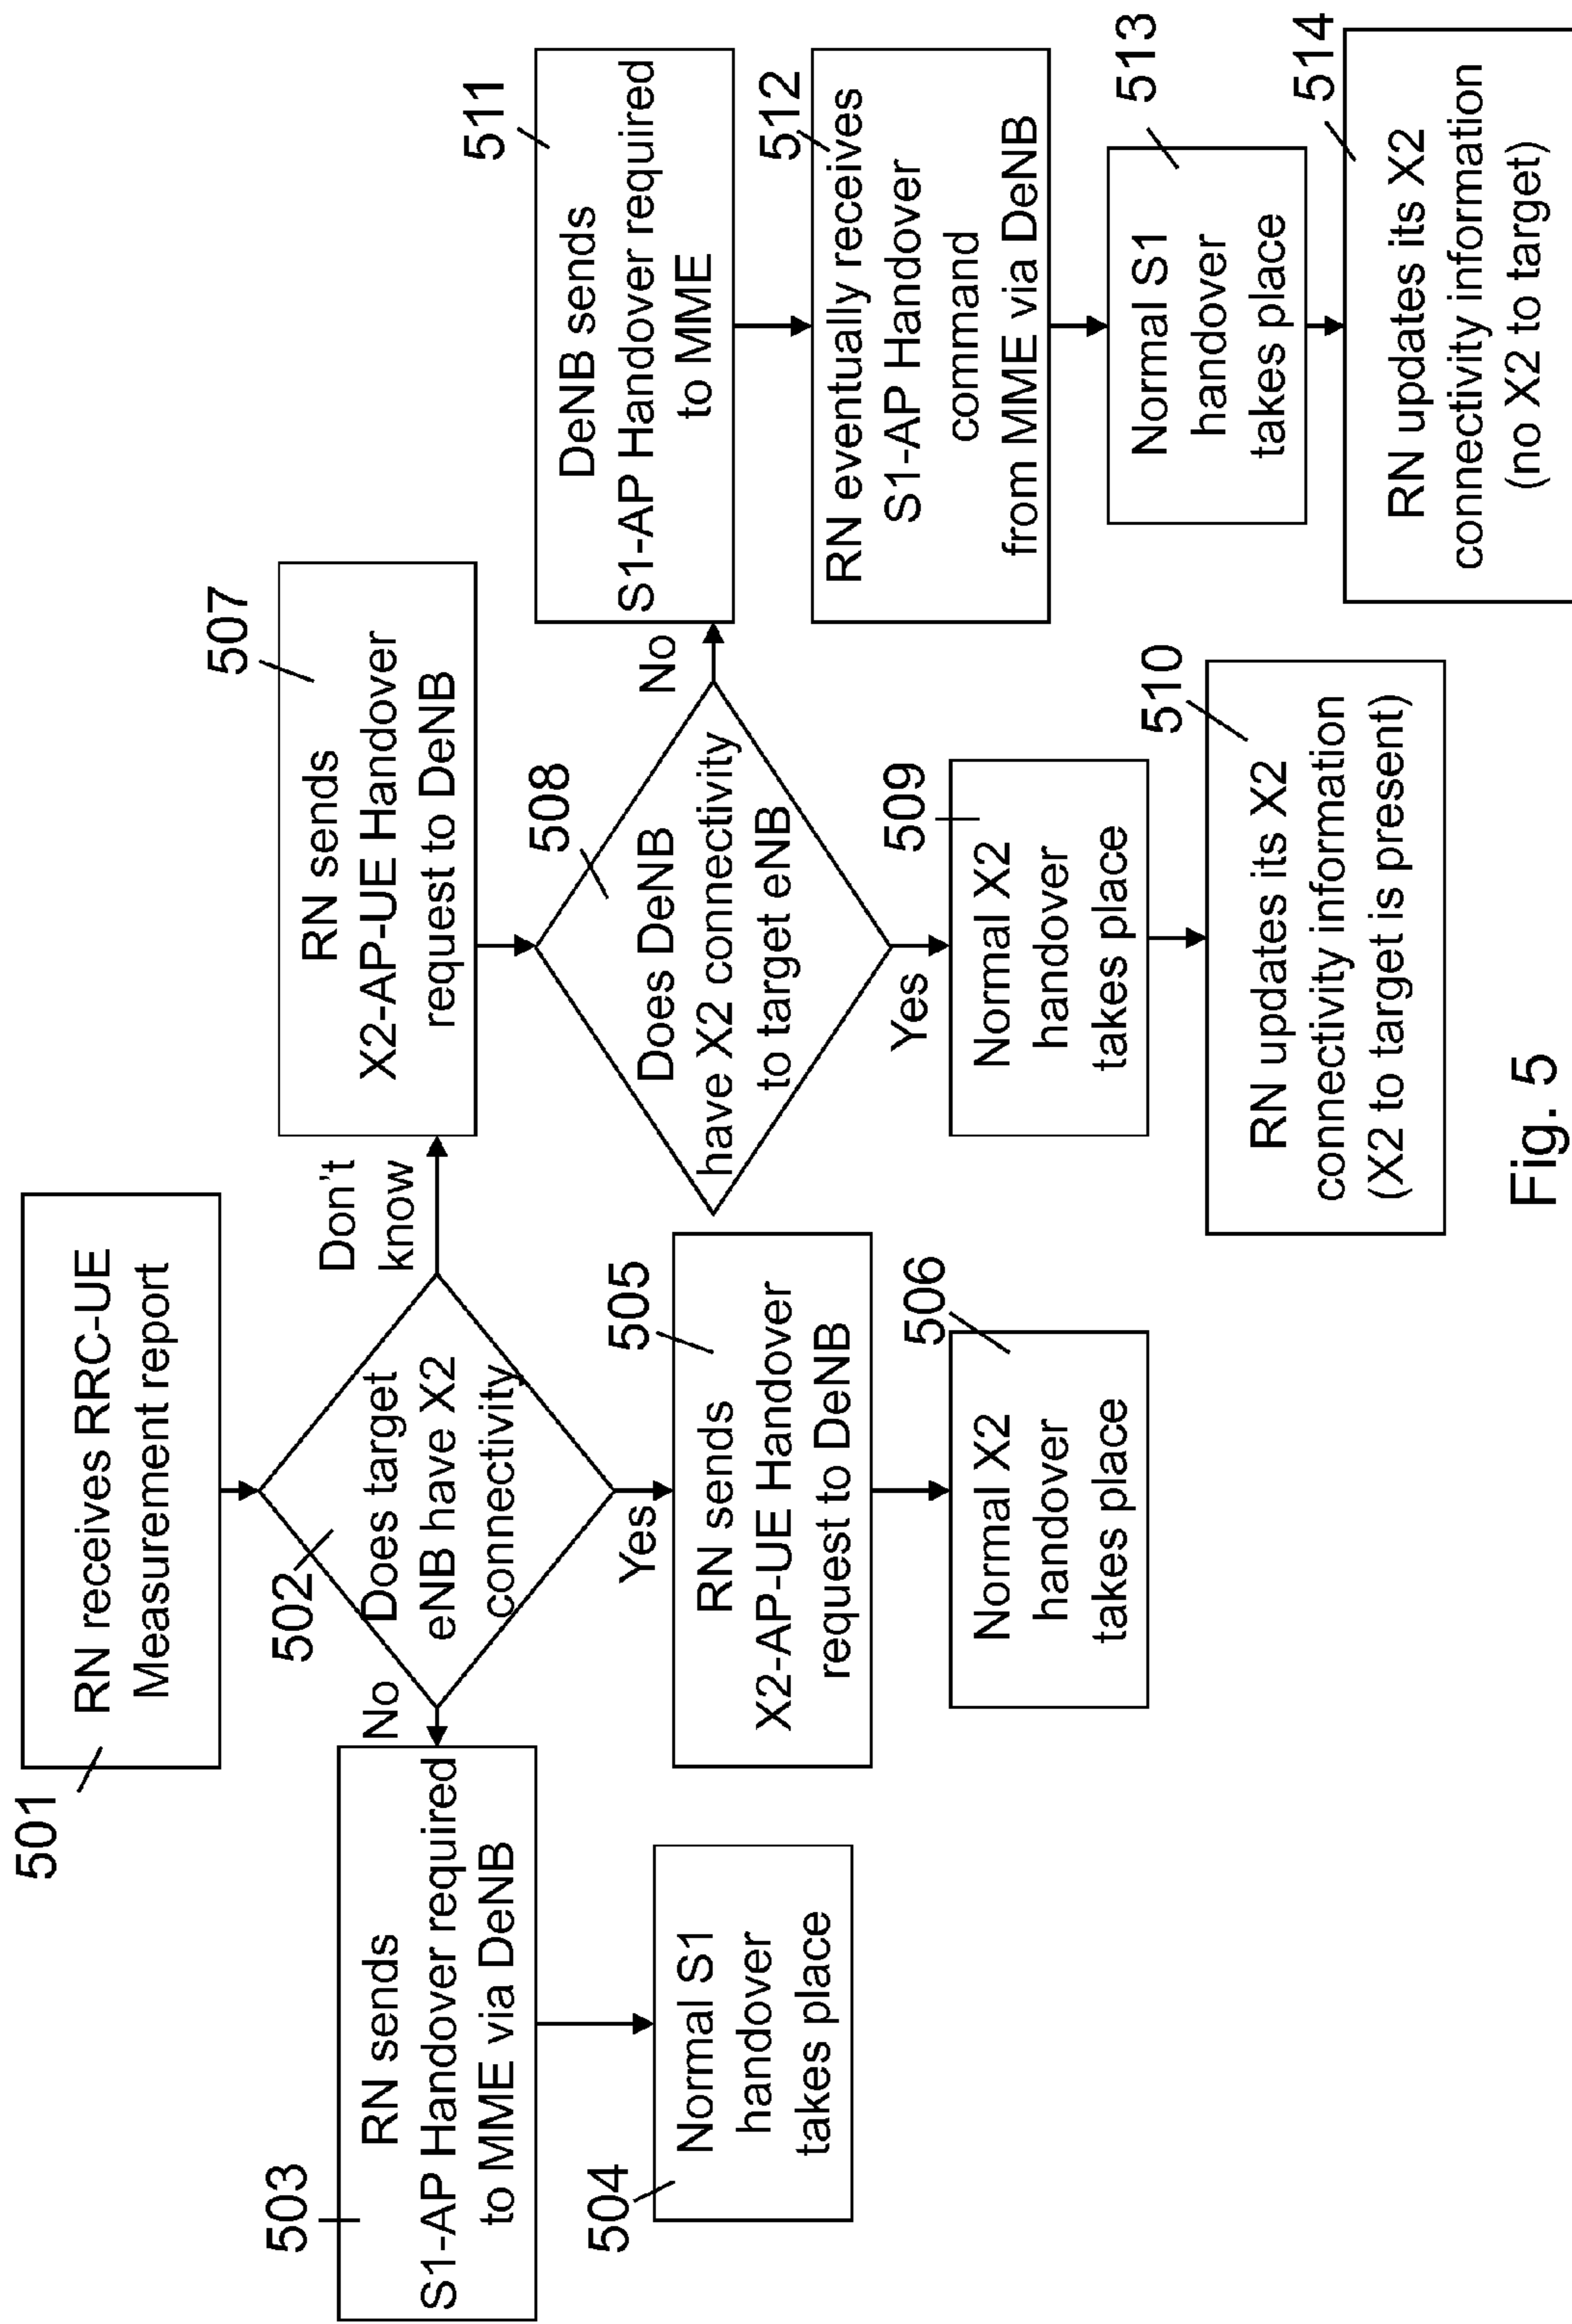 501
RN receives RRC-UE
Measurement report
502
Does target
eNB have X2
connectivity
No
Yes
Don't
know
503
RN sends
S1-AP Handover required
to MME via DeNB
504
Normal S1
handover
takes place
505
RN sends
X2-AP-UE Handover
request to DeNB
506
Normal X2
handover
takes place
507
RN sends
X2-AP-UE Handover
request to DeNB
508
Does DeNB
have X2 connectivity
to target eNB
Yes
No
509
Normal X2
handover
takes place
510
RN updates its X2
connectivity information
(X2 to target is present)
511
DeNB sends
S1-AP Handover required
to MME
512
RN eventually receives
S1-AP Handover
command
from MME via DeNB
513
Normal S1
handover
takes place
514
RN updates its X2
connectivity information
(no X2 to target)
Fig. 5